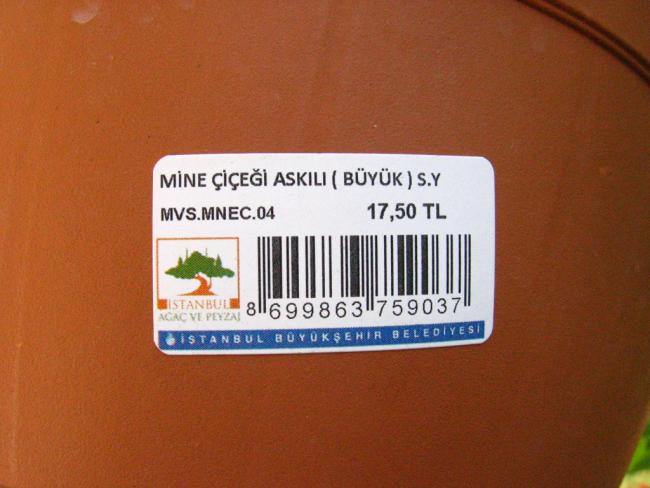 MİNE ÇİÇEĞİ ASKILI ( BÜYÜK ) S.Y
MVS.MNEC.04 17,50 TL
İSTANBUL
AĞAÇ VE PEYZAJ
8 699863 759037
İSTANBUL BÜYÜKŞEHİR BELEDİYESİ